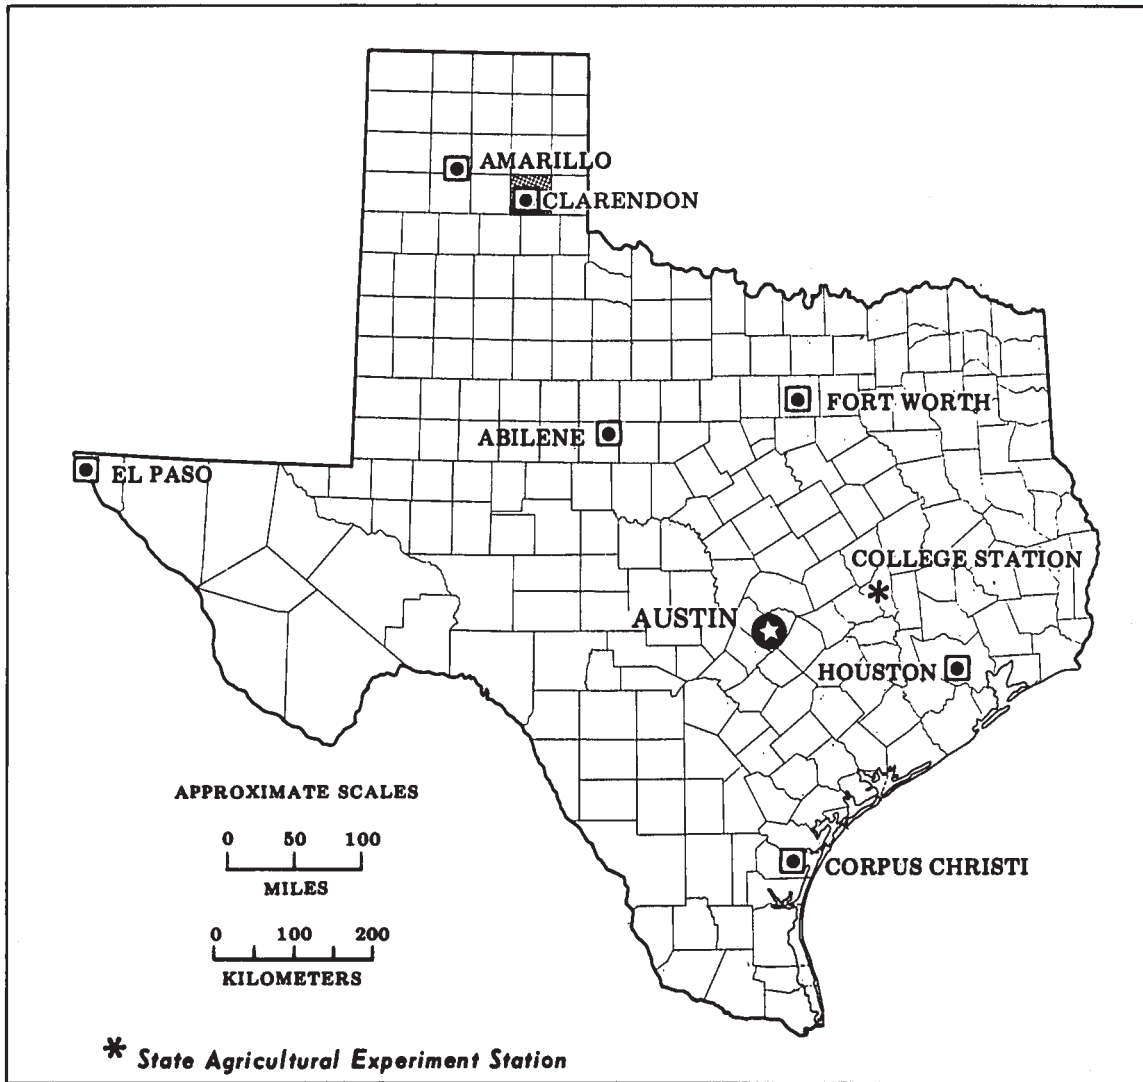 AMARILLO
CLARENDON
FORT WORTH
ABILENE
EL PASO
COLLEGE STATION
*
AUSTIN
HOUSTON
APPROXIMATE SCALES
0 50 100
MILES
CORPUS CHRISTI
0 100 200
KILOMETERS
* State Agricultural Experiment Station